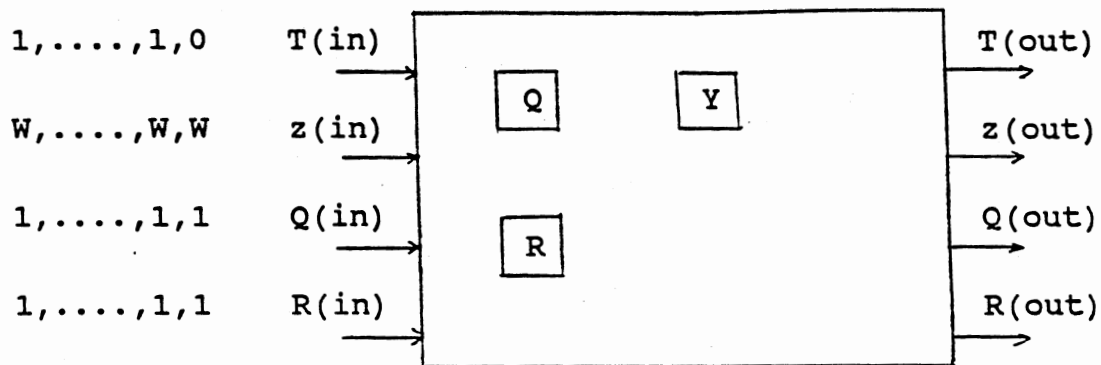 1,....,1,0 T(in) T(out)
Q Y
W,....,W,W z(in) z(out)
1,....,1,1 Q(in) Q(out)
R
1,....,1,1 R(in) R(out)